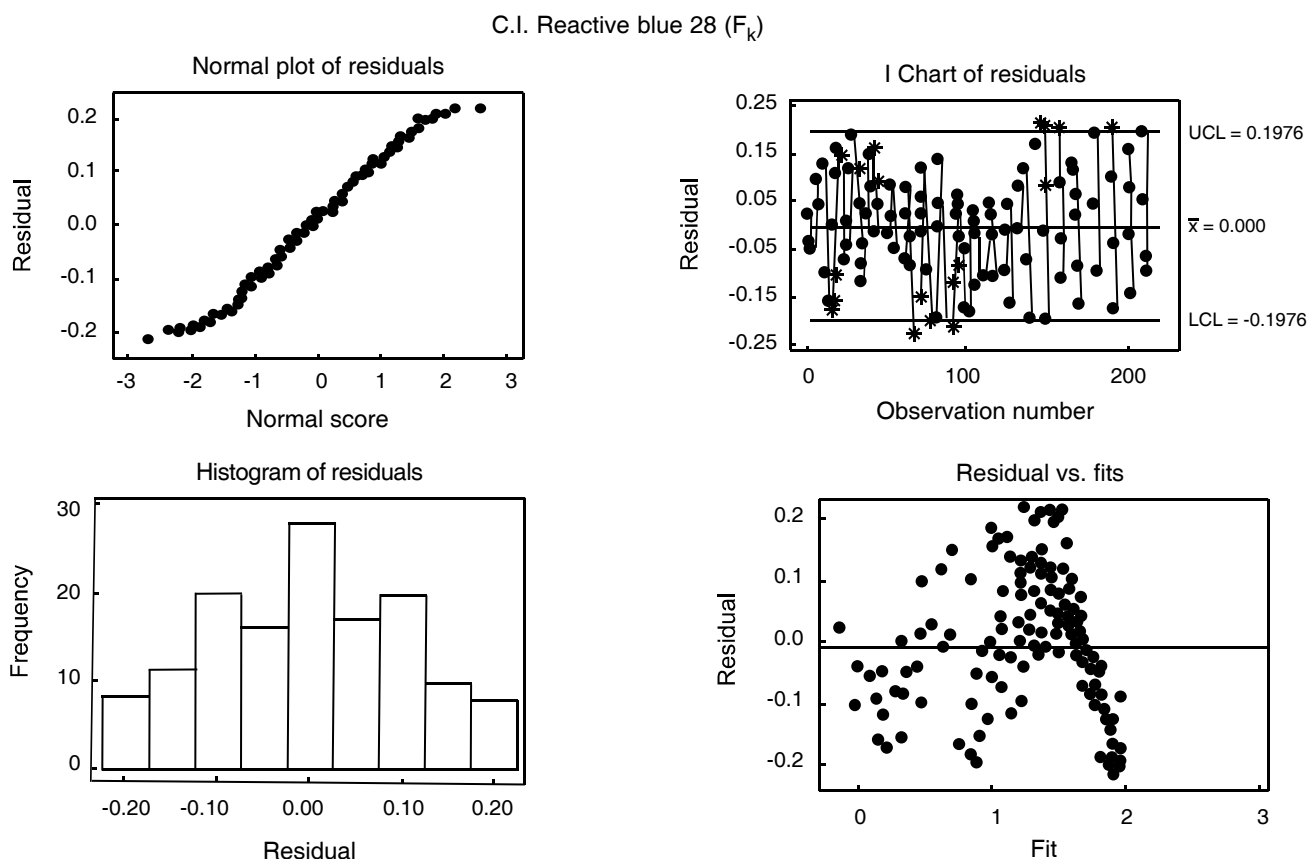 C.I. Reactive blue 28 (Fk)
Normal plot of residuals
0.2
0.1
0.0
-0.1
-0.2
Residual
-3 -2 -1 0 1 2 3
Normal score
I Chart of residuals
0.25
0.15
0.05
-0.05
-0.15
-0.25
Residual
UCL = 0.1976
x̿ = 0.000
LCL = -0.1976
0 100 200
Observation number
Histogram of residuals
30
20
10
0
Frequency
-0.20 -0.10 0.00 0.10 0.20
Residual
Residual vs. fits
0.2
0.1
0.0
-0.1
-0.2
Residual
0 1 2 3
Fit